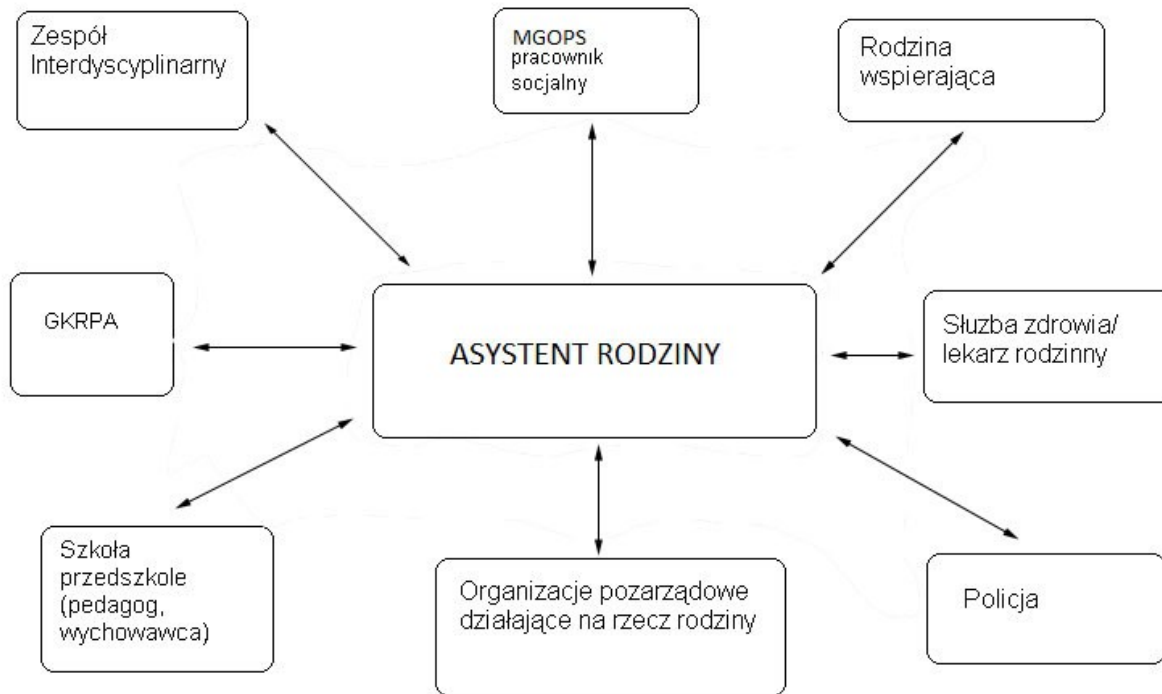 Zespół
Interdyscyplinarny
MGOPS
pracownik
socjalny
Rodzina
wspierająca
GKRPA
ASYSTENT RODZINY
Służba zdrowia/
lekarz rodzinny
Szkoła
przedszkole
(pedagog,
wychowawca)
Organizacje pozarządowe
działające na rzecz rodziny
Policja